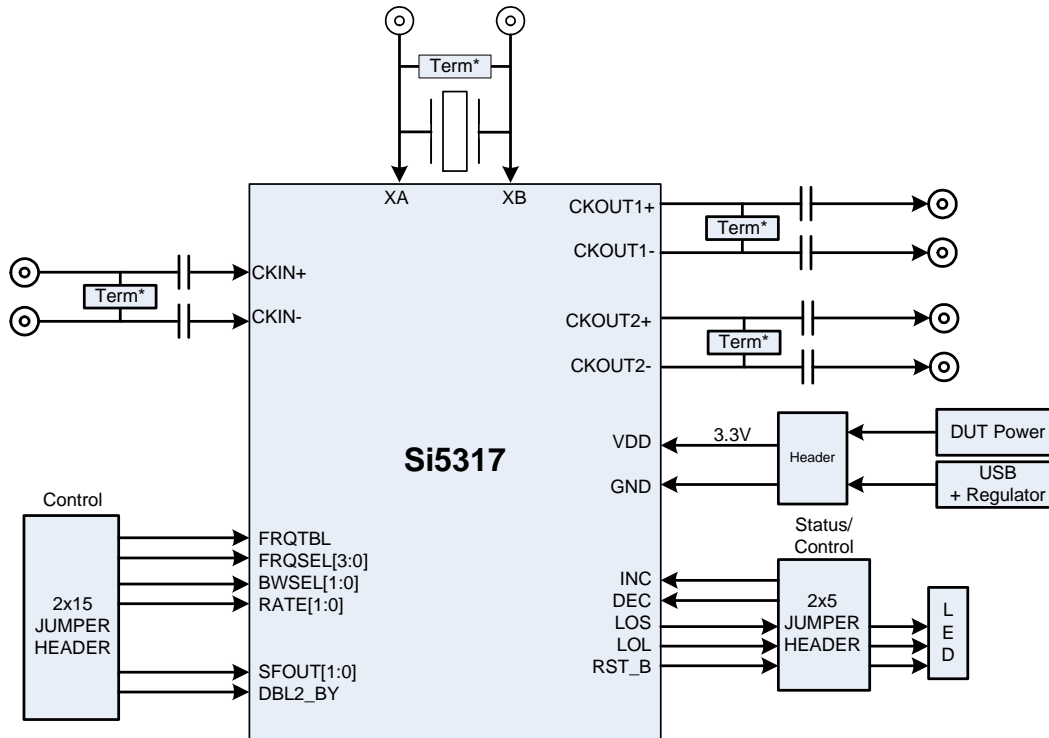 Term*
XA
XB
CKOUT1+
Term*
CKOUT1-
CKIN+
Term*
CKIN-
CKOUT2+
Term*
CKOUT2-
Si5317
VDD
3.3V
GND
Header
DUT Power
USB
+ Regulator
Control
2x15
JUMPER
HEADER
FRQTBL
FRQSEL[3:0]
BWSEL[1:0]
RATE[1:0]
SFOUT[1:0]
DBL2_BY
Status/
Control
INC
DEC
LOS
LOL
RST_B
2x5
JUMPER
HEADER
L
E
D